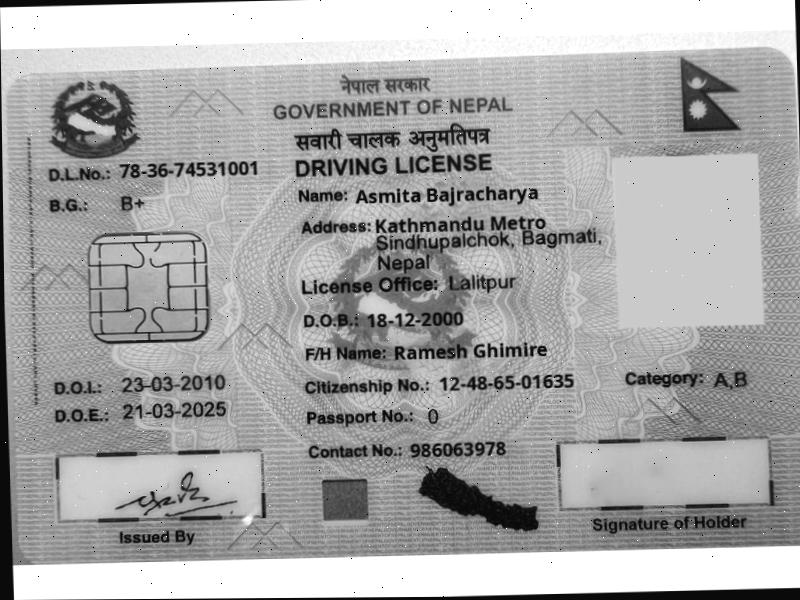 नेपाल सरकार
GOVERNMENT OF NEPAL
सवारी चालक अनुमतिपत्र
DRIVING LICENSE
D.L.No.: 78-36-74531001
B.G.: B+
Name: Asmita Bajracharya
Address: Kathmandu Metro
Sindhupalchok, Bagmati,
Nepal
License Office: Lalitpur
D.O.B.: 18-12-2000
F/H Name: Ramesh Ghimire
D.O.I.: 23-03-2010
Citizenship No.: 12-48-65-01635
Category: A,B
D.O.E.: 21-03-2025
Passport No.: 0
Contact No.: 986063978
Issued By
Signature of Holder